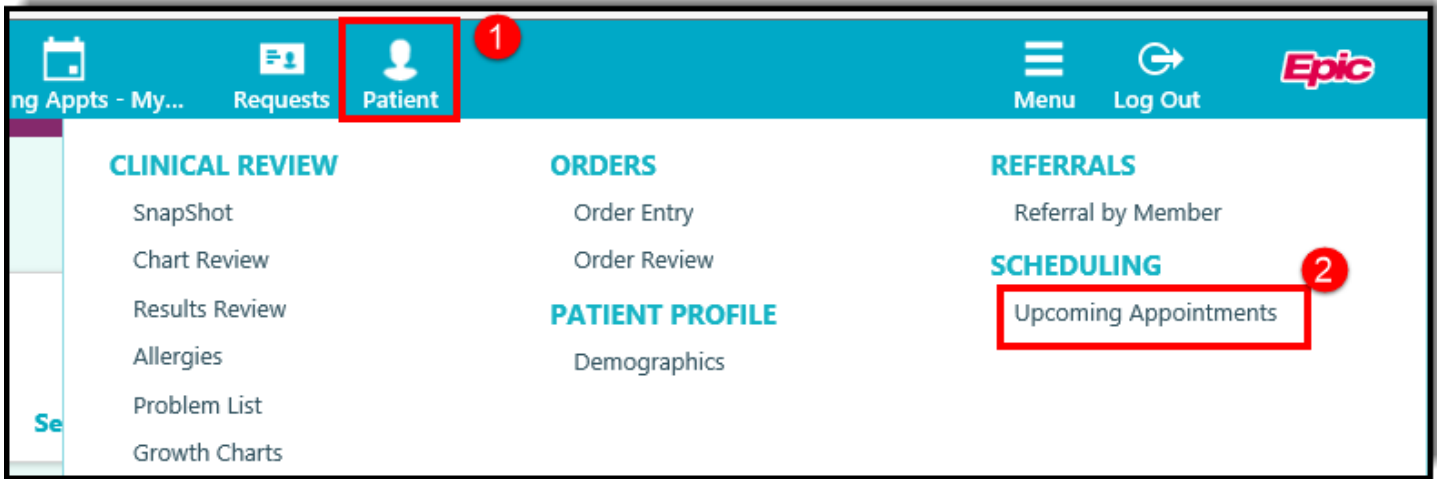 1
ng Appts - My...
Requests
Patient
Menu
Log Out
Epic
CLINICAL REVIEW
SnapShot
Chart Review
Results Review
Allergies
Problem List
Growth Charts
ORDERS
Order Entry
Order Review
PATIENT PROFILE
Demographics
REFERRALS
Referral by Member
SCHEDULING
2
Upcoming Appointments
Se